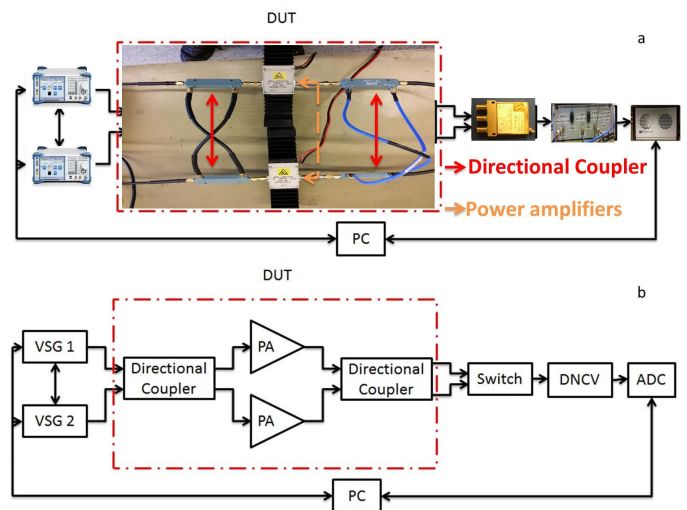 DUT
a
Directional Coupler
Power amplifiers
PC
DUT
b
VSG 1
VSG 2
Directional
Coupler
PA
PA
Directional
Coupler
Switch
DNCV
ADC
PC